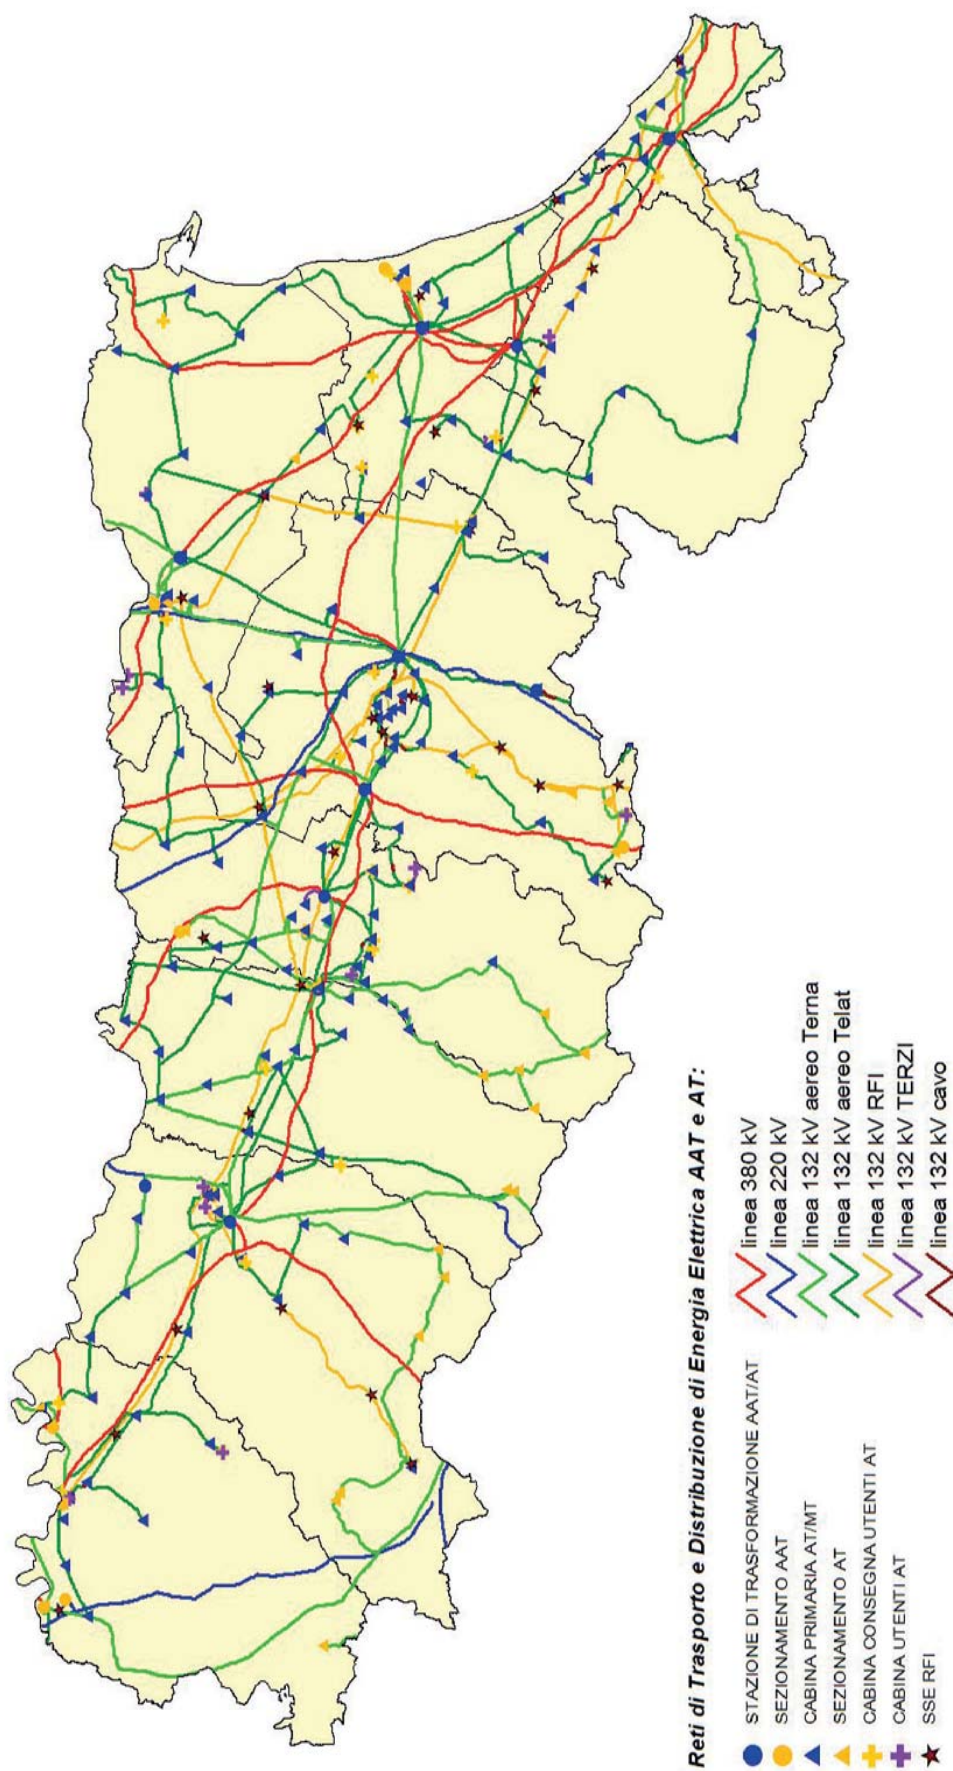 Reti di Trasporto e Distribuzione di Energia Elettrica AAT e AT:
STAZIONE DI TRASFORMAZIONE AAT/AT
SEZIONAMENTO AAT
CABINA PRIMARIA AT/MT
SEZIONAMENTO AT
CABINA CONSEGNA UTENTI AT
CABINA UTENTI AT
SSE RFI
linea 380 kV
linea 220 kV
linea 132 kV aereo Terna
linea 132 kV aereo Telat
linea 132 kV RFI
linea 132 kV TERZI
linea 132 kV cavo